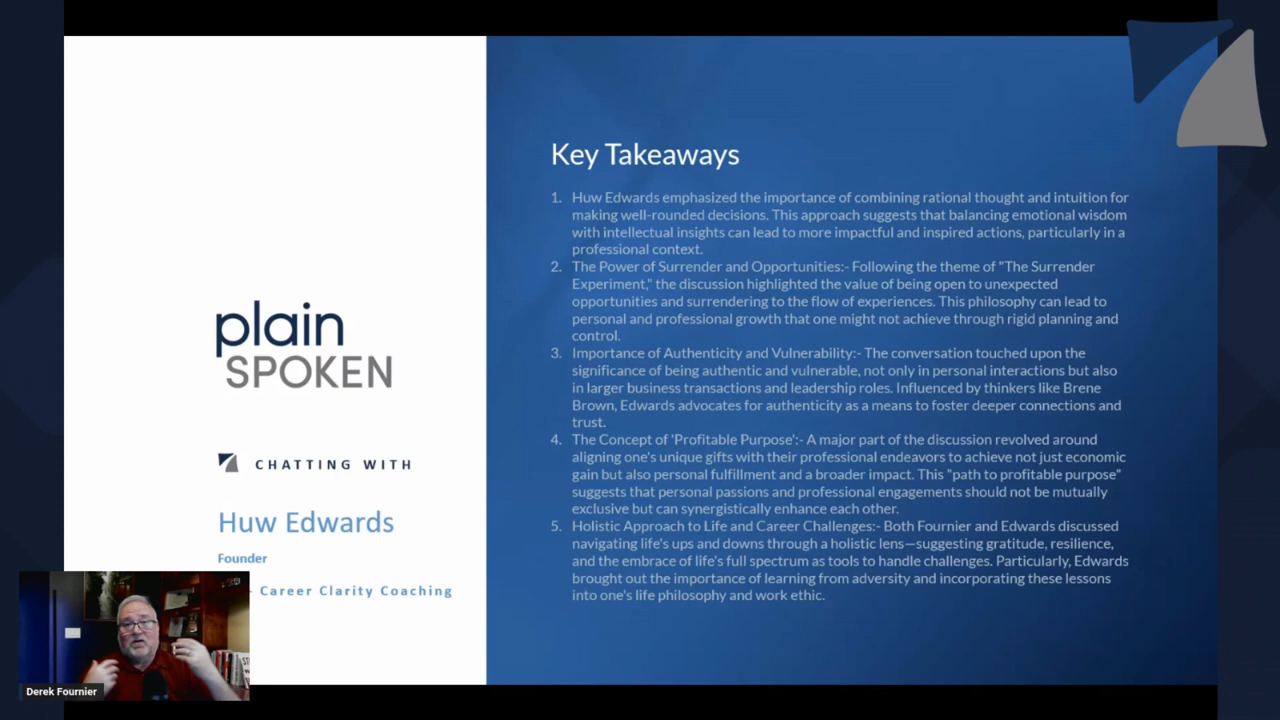 plain
SPOKEN
CHATTING WITH
Huw Edwards
Founder
Career Clarity Coaching
Derek Fournier
Key Takeaways
1. Huw Edwards emphasized the importance of combining rational thought and intuition for
making well-rounded decisions. This approach suggests that balancing emotional wisdom
with intellectual insights can lead to more impactful and inspired actions, particularly in a
professional context.
2. The Power of Surrender and Opportunities:- Following the theme of "The Surrender
Experiment," the discussion highlighted the value of being open to unexpected
opportunities and surrendering to the flow of experiences. This philosophy can lead to
personal and professional growth that one might not achieve through rigid planning and
control.
3. Importance of Authenticity and Vulnerability:- The conversation touched upon the
significance of being authentic and vulnerable, not only in personal interactions but also
in larger business transactions and leadership roles. Influenced by thinkers like Brene
Brown, Edwards advocates for authenticity as a means to foster deeper connections and
trust.
4. The Concept of 'Profitable Purpose':- A major part of the discussion revolved around
aligning one's unique gifts with their professional endeavors to achieve not just economic
gain but also personal fulfillment and a broader impact. This "path to profitable purpose"
suggests that personal passions and professional engagements should not be mutually
exclusive but can synergistically enhance each other.
5. Holistic Approach to Life and Career Challenges:- Both Fournier and Edwards discussed
navigating life's ups and downs through a holistic lens—suggesting gratitude, resilience,
and the embrace of life's full spectrum as tools to handle challenges. Particularly, Edwards
brought out the importance of learning from adversity and incorporating these lessons
into one's life philosophy and work ethic.